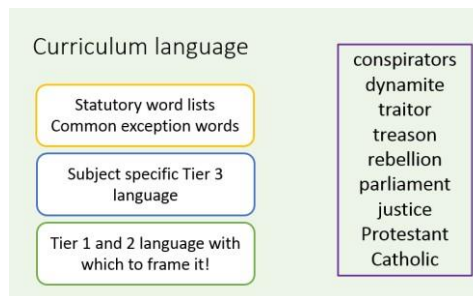 Curriculum language
Statutory word lists
Common exception words
Subject specific Tier 3
language
Tier 1 and 2 language with
which to frame it!
conspirators
dynamite
traitor
treason
rebellion
parliament
justice
Protestant
Catholic